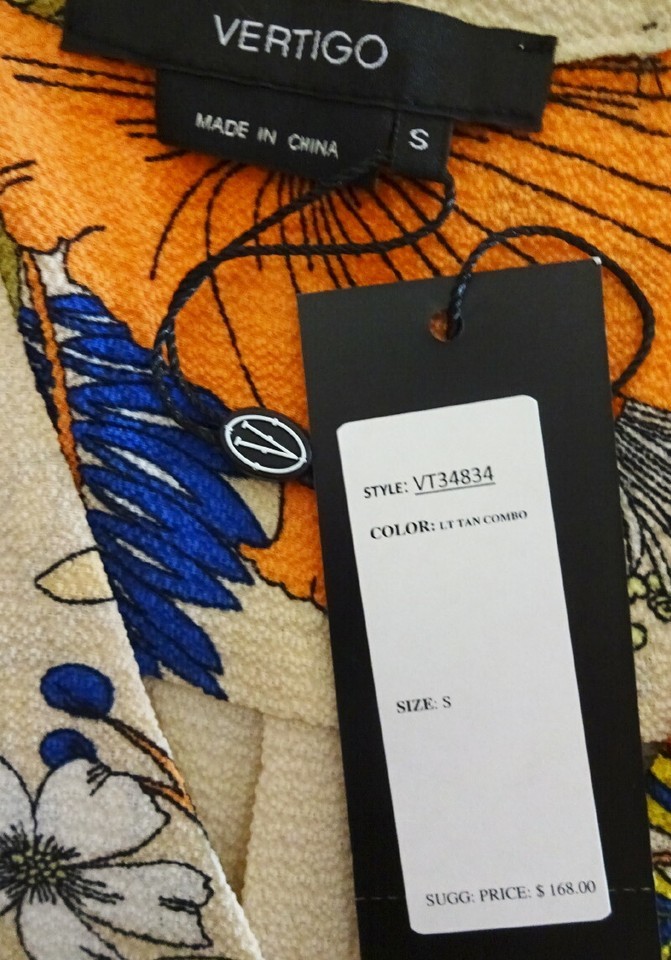 VERTIGO
MADE IN CHINA
S
V
STYLE: VT34834
COLOR: LT TAN COMBO
SIZE: S
SUGG: PRICE: $ 168.00